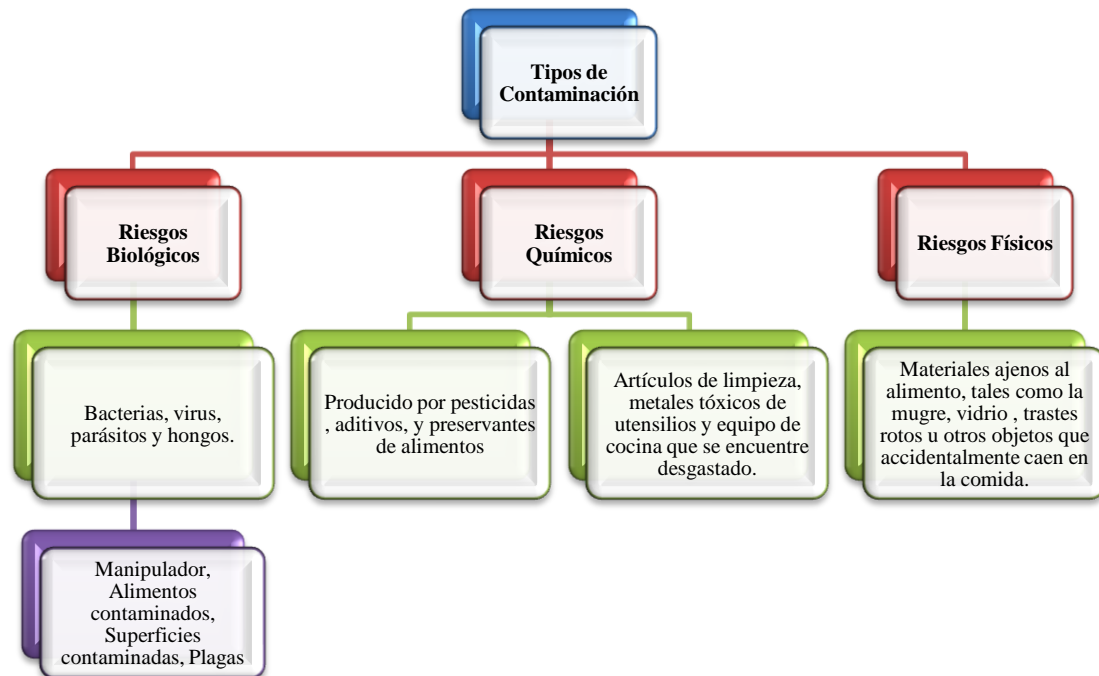 Tipos de
Contaminación
Riesgos
Biológicos
Riesgos
Químicos
Riesgos Físicos
Bacterias, virus,
parásitos y hongos.
Producido por pesticidas
, aditivos, y preservantes
de alimentos
Artículos de limpieza,
metales tóxicos de
utensilios y equipo de
cocina que se encuentre
desgastado.
Materiales ajenos al
alimento, tales como la
mugre, vidrio , trastes
rotos u otros objetos que
accidentalmente caen en
la comida.
Manipulador,
Alimentos
contaminados,
Superficies
contaminadas, Plagas